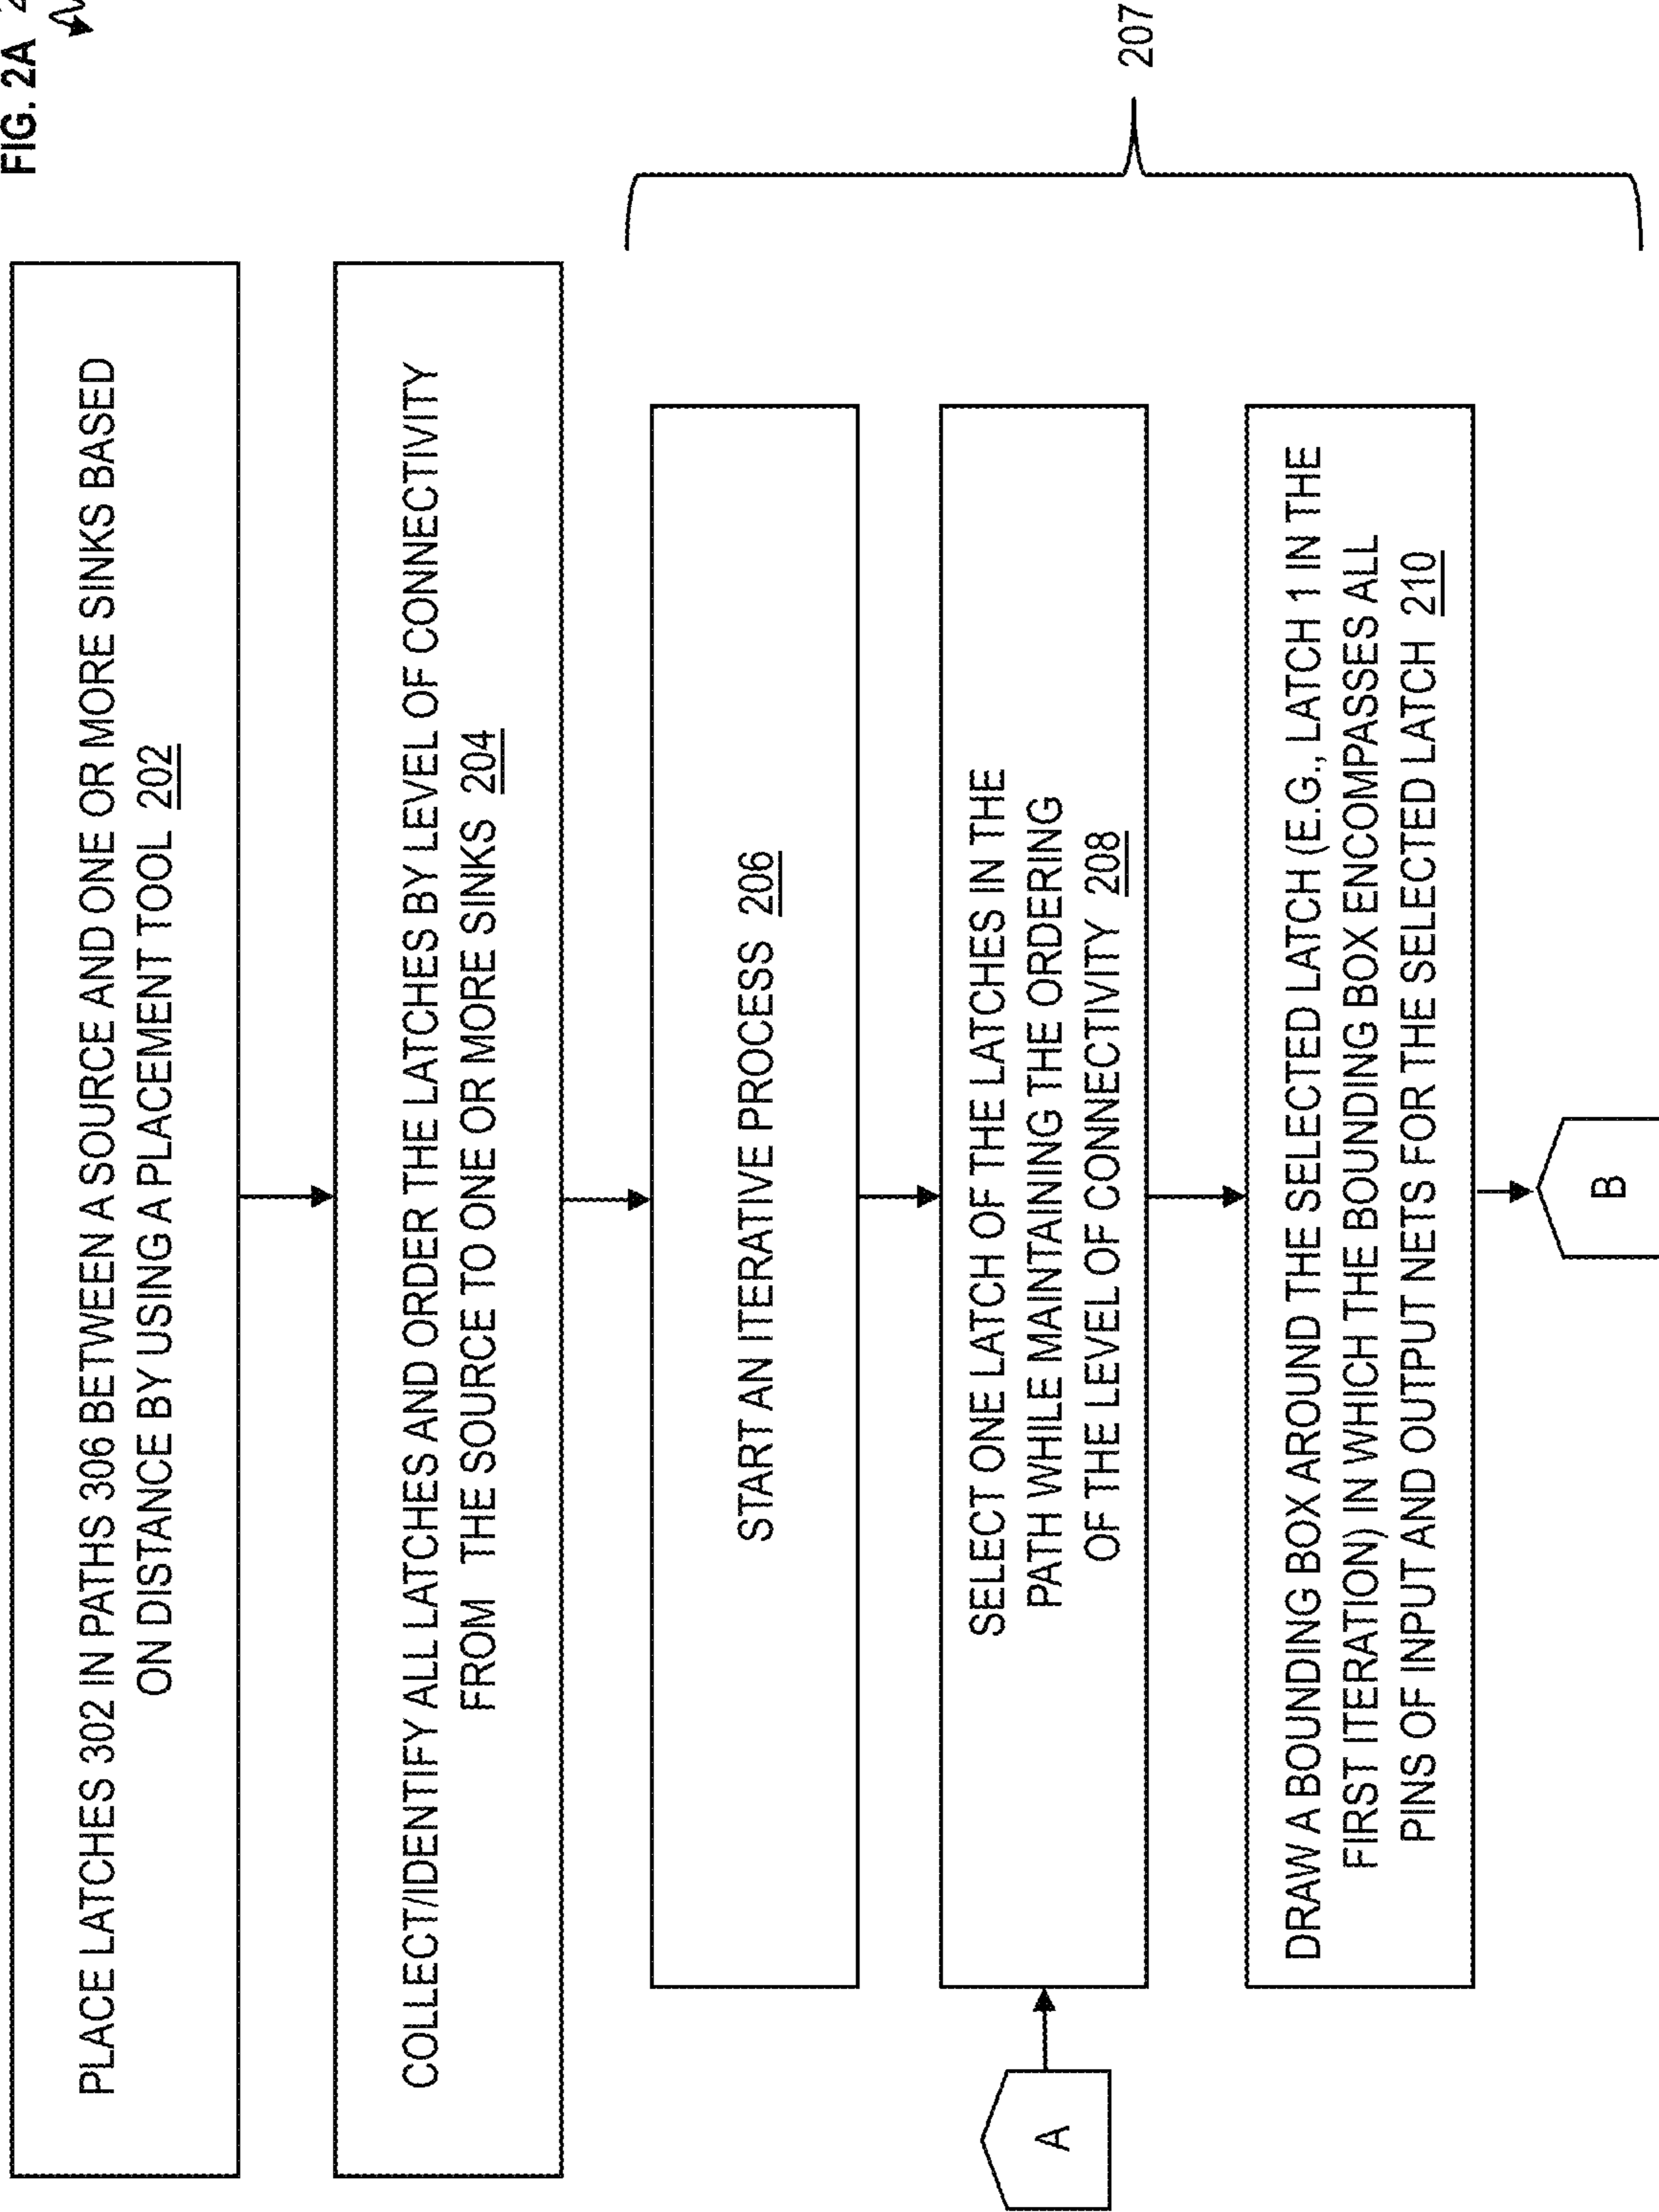 FIG. 2A
PLACE LATCHES 302 IN PATHS 306 BETWEEN A SOURCE AND ONE OR MORE SINKS BASED
ON DISTANCE BY USING A PLACEMENT TOOL 202
COLLECT/IDENTIFY ALL LATCHES AND ORDER THE LATCHES BY LEVEL OF CONNECTIVITY
FROM THE SOURCE TO ONE OR MORE SINKS 204
START AN ITERATIVE PROCESS 206
207
A
SELECT ONE LATCH OF THE LATCHES IN THE
PATH WHILE MAINTAINING THE ORDERING
OF THE LEVEL OF CONNECTIVITY 208
DRAW A BOUNDING BOX AROUND THE SELECTED LATCH (E.G., LATCH 1 IN THE
FIRST ITERATION) IN WHICH THE BOUNDING BOX ENCOMPASSES ALL
PINS OF INPUT AND OUTPUT NETS FOR THE SELECTED LATCH 210
B